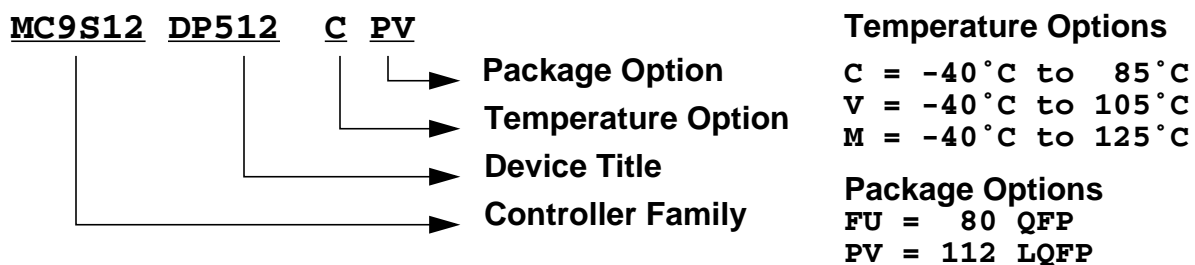 MC9S12 DP512 C PV
Package Option
Temperature Option
Device Title
Controller Family
Temperature Options
C = -40˚C to 85˚C
V = -40˚C to 105˚C
M = -40˚C to 125˚C
Package Options
FU = 80 QFP
PV = 112 LQFP